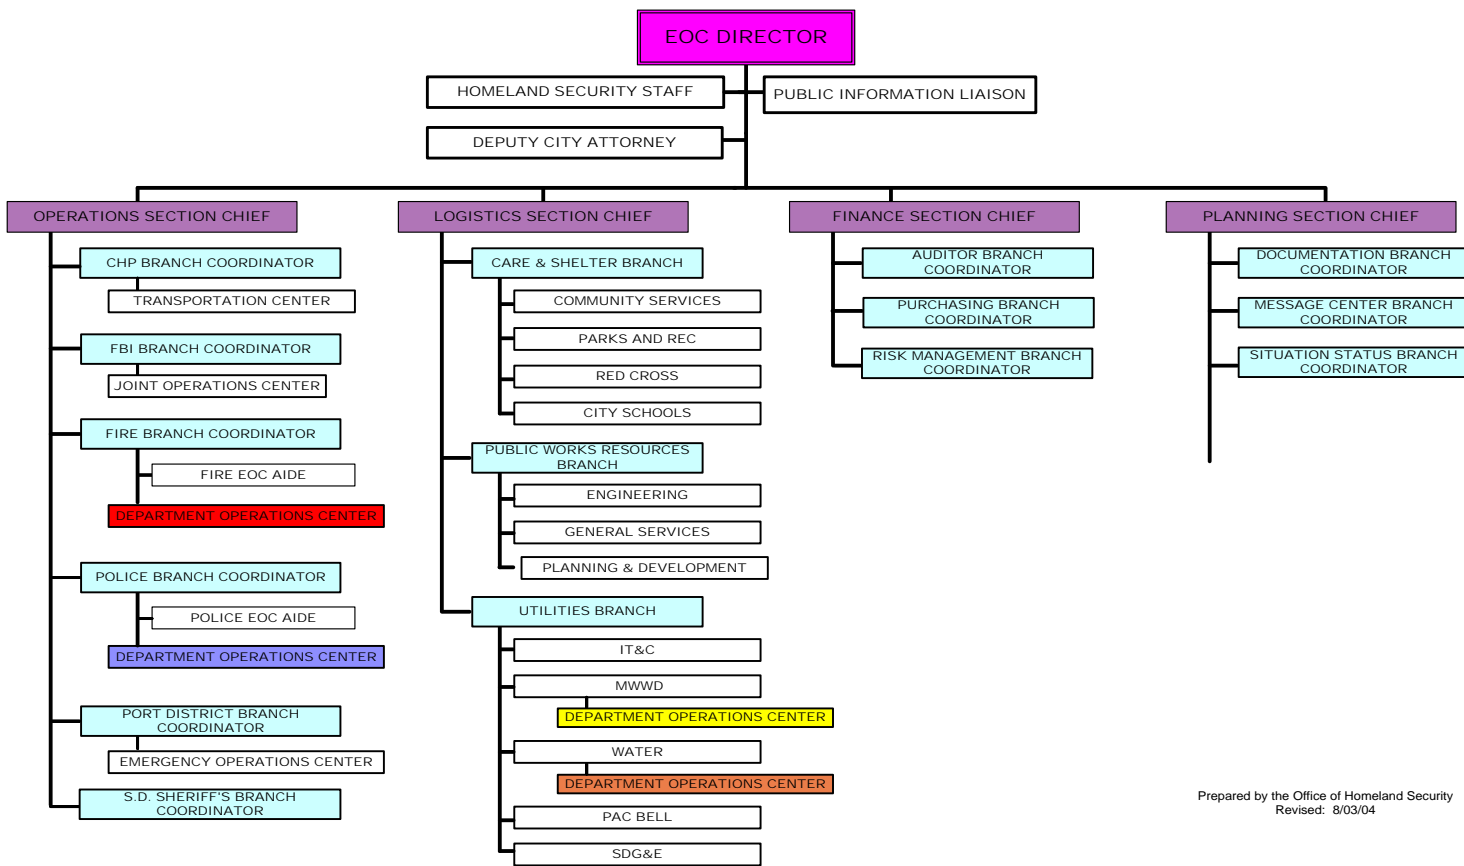 EOC DIRECTOR
HOMELAND SECURITY STAFF
PUBLIC INFORMATION LIAISON
DEPUTY CITY ATTORNEY
OPERATIONS SECTION CHIEF
CHP BRANCH COORDINATOR
TRANSPORTATION CENTER
FBI BRANCH COORDINATOR
JOINT OPERATIONS CENTER
FIRE BRANCH COORDINATOR
FIRE EOC AIDE
DEPARTMENT OPERATIONS CENTER
POLICE BRANCH COORDINATOR
POLICE EOC AIDE
DEPARTMENT OPERATIONS CENTER
PORT DISTRICT BRANCH
COORDINATOR
EMERGENCY OPERATIONS CENTER
S.D. SHERIFF'S BRANCH
COORDINATOR
LOGISTICS SECTION CHIEF
CARE & SHELTER BRANCH
COMMUNITY SERVICES
PARKS AND REC
RED CROSS
CITY SCHOOLS
PUBLIC WORKS RESOURCES
BRANCH
ENGINEERING
GENERAL SERVICES
PLANNING & DEVELOPMENT
UTILITIES BRANCH
IT&C
MWWD
DEPARTMENT OPERATIONS CENTER
WATER
DEPARTMENT OPERATIONS CENTER
PAC BELL
SDG&E
FINANCE SECTION CHIEF
AUDITOR BRANCH
COORDINATOR
PURCHASING BRANCH
COORDINATOR
RISK MANAGEMENT BRANCH
COORDINATOR
PLANNING SECTION CHIEF
DOCUMENTATION BRANCH
COORDINATOR
MESSAGE CENTER BRANCH
COORDINATOR
SITUATION STATUS BRANCH
COORDINATOR
Prepared by the Office of Homeland Security
Revised: 8/03/04